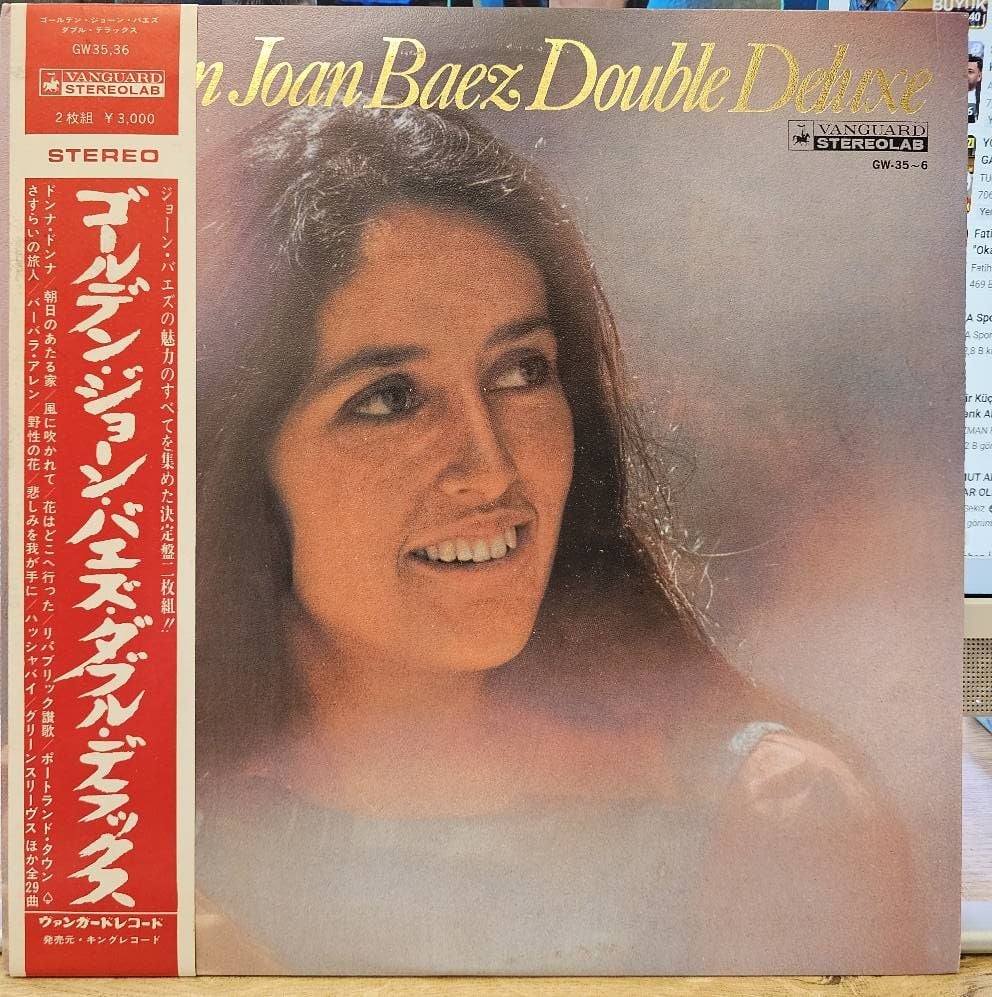 ゴールデン・ジョーン・バエズ
ダブル・デラックス
GW35,36
VANGUARD
STEREOLAB
2枚組 ¥3,000
STEREO
ジョーン・バエズの魅力のすべてを集めた決定盤二枚組!!
ゴールデン・ジョーン・バエズ・ダブル・デラックス
ドンナ・ドンナ/朝日のあたる家/風に吹かれて/花はどこへ行った/リパブリック讃歌/ポートランド・タウン
さすらいの旅人/バーバラ・アレン/野性の花/悲しみを我が手に/ハッシャバイ/グリーンスリーヴス ほか全29曲
ヴァンガードレコード
発売元・キングレコード
n Joan Baez Double Deluxe
VANGUARD
STEREOLAB
GW-35~6
BÜYÜK